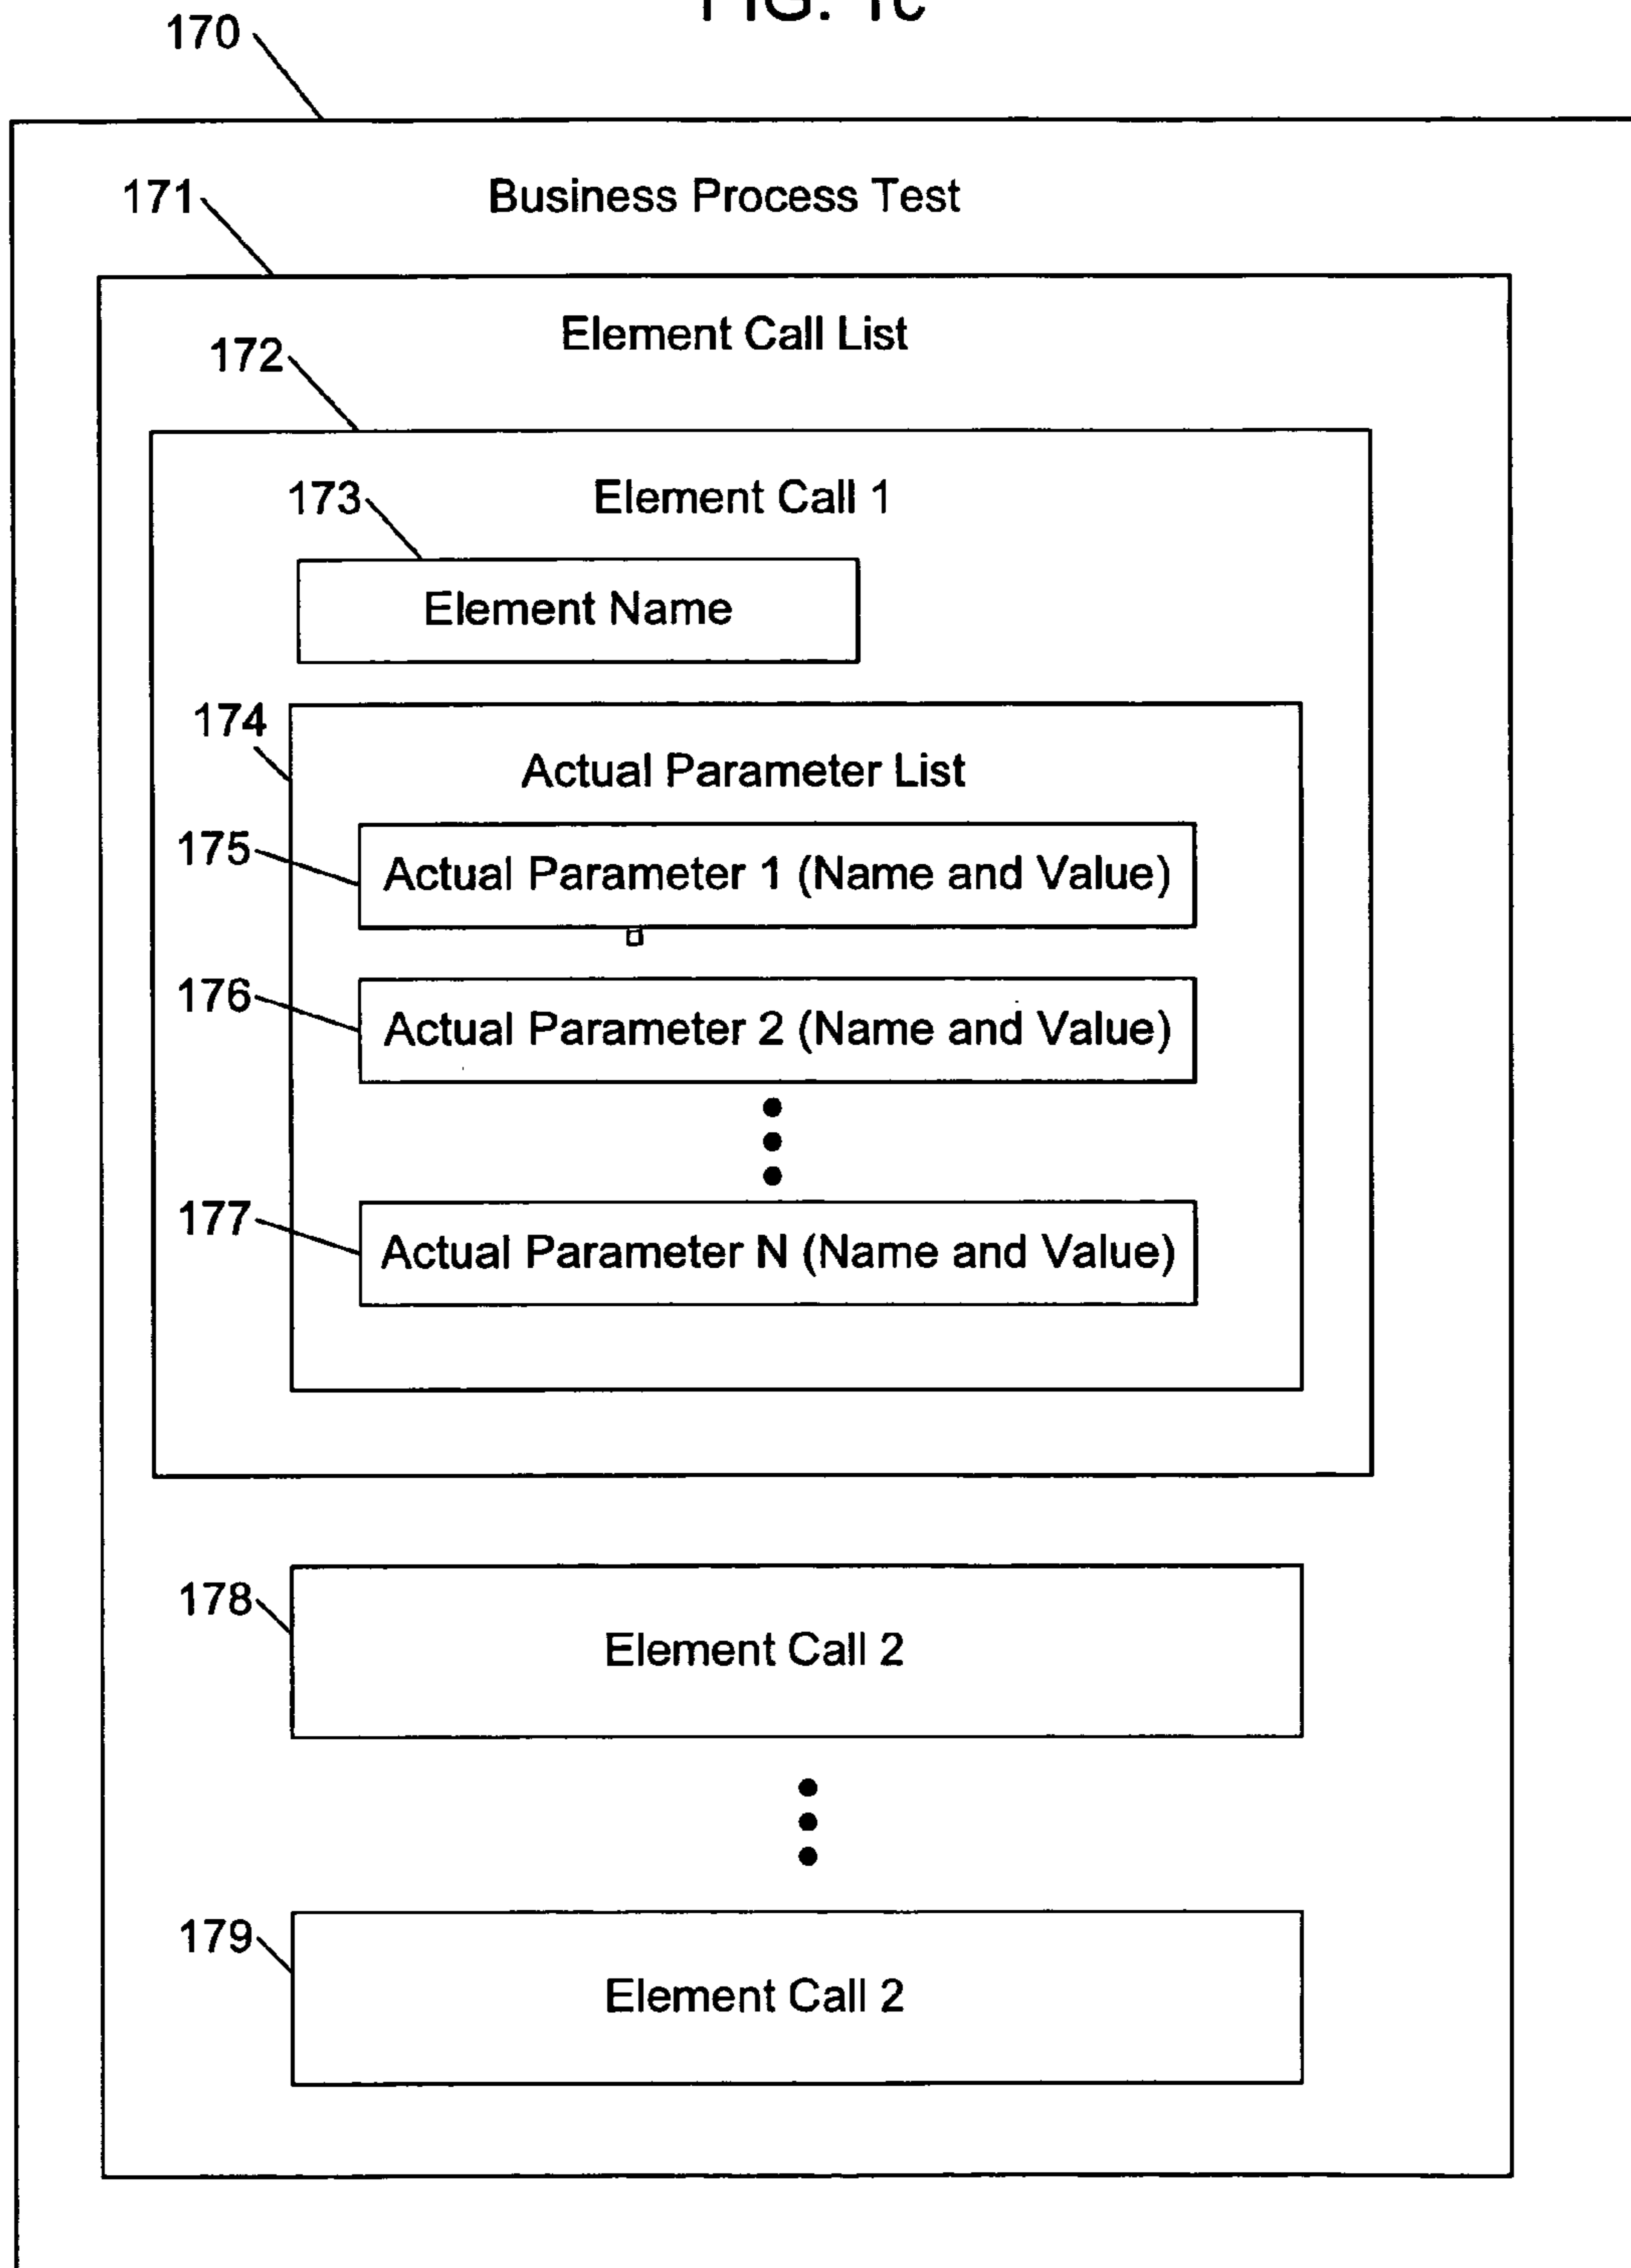 FIG. 1c
170
171
Business Process Test
Element Call List
172
173
Element Call 1
Element Name
174
Actual Parameter List
175
Actual Parameter 1 (Name and Value)
176
Actual Parameter 2 (Name and Value)
177
Actual Parameter N (Name and Value)
178
Element Call 2
179
Element Call 2